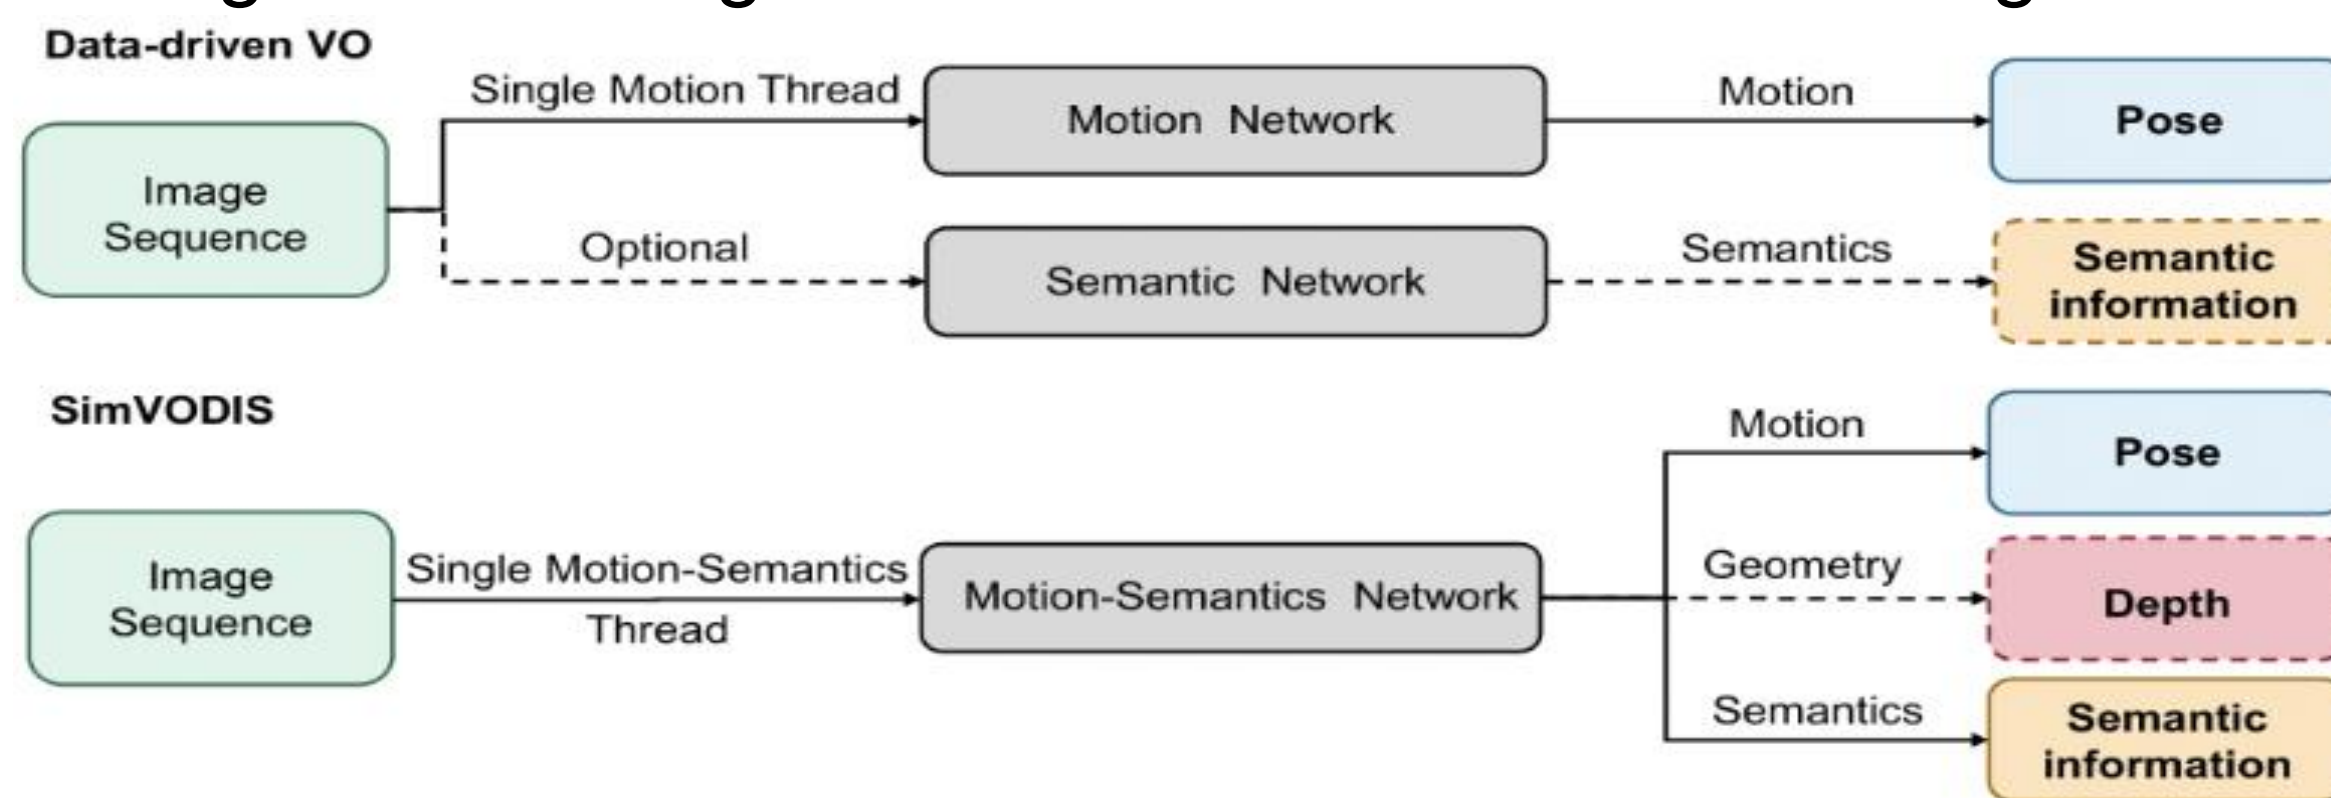 Data-driven VO
Single Motion Thread
Motion Network
Motion
Pose
Image
Sequence
Optional
Semantic Network
Semantics
Semantic
information
SimVODIS
Motion
Pose
Image
Sequence
Single Motion-Semantics
Thread
Motion-Semantics Network
Geometry
Depth
Semantics
Semantic
information